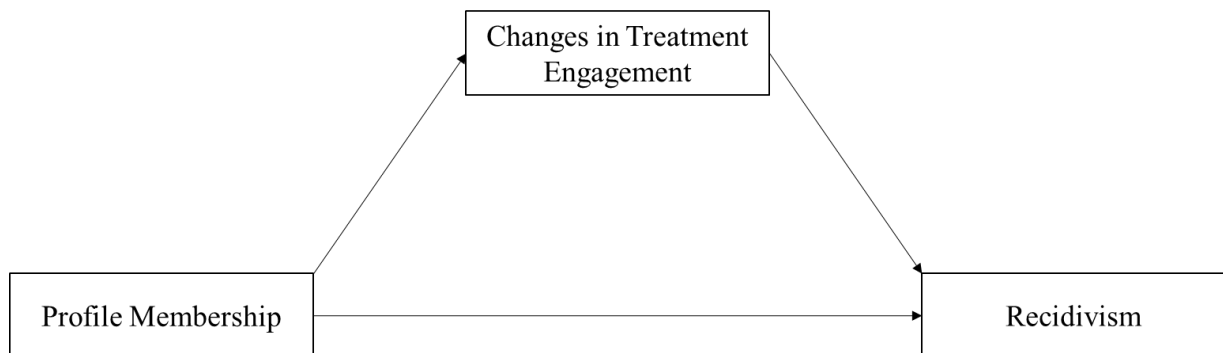 Changes in Treatment
Engagement
Profile Membership
Recidivism